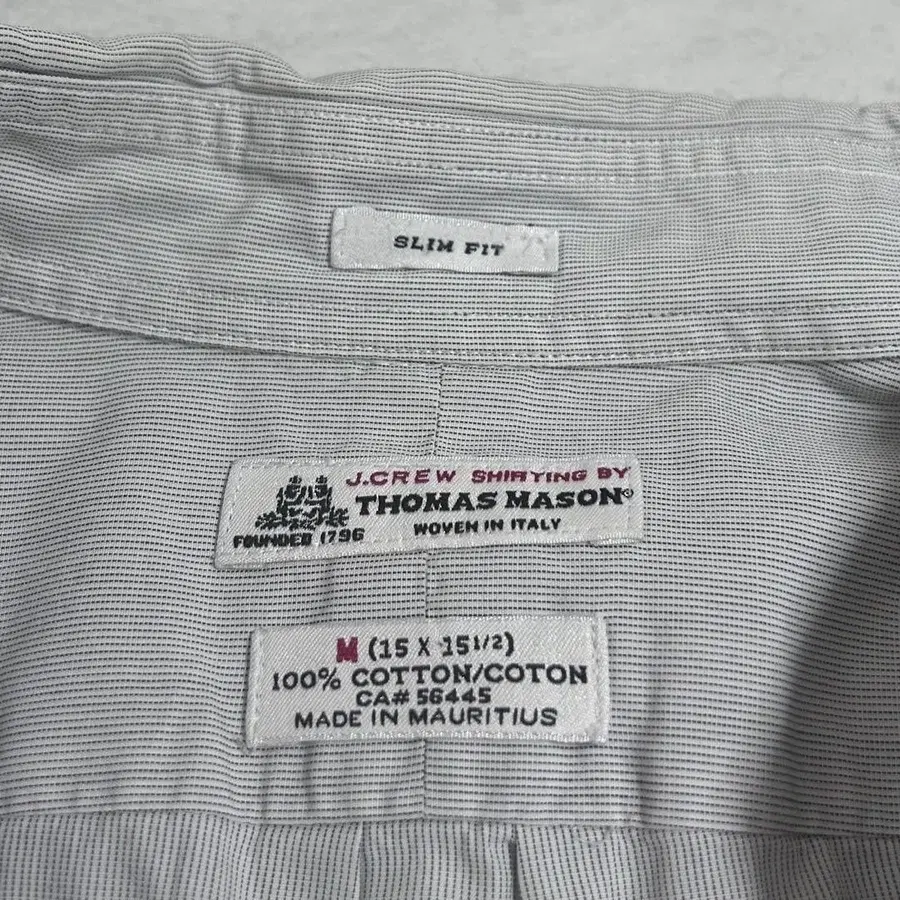 SLIM FIT
J.CREW SHIRTING BY
THOMAS MASON®
WOVEN IN ITALY
FOUNDED 1796
M (15 X 15 1/2)
100% COTTON/COTON
CA# 56445
MADE IN MAURITIUS